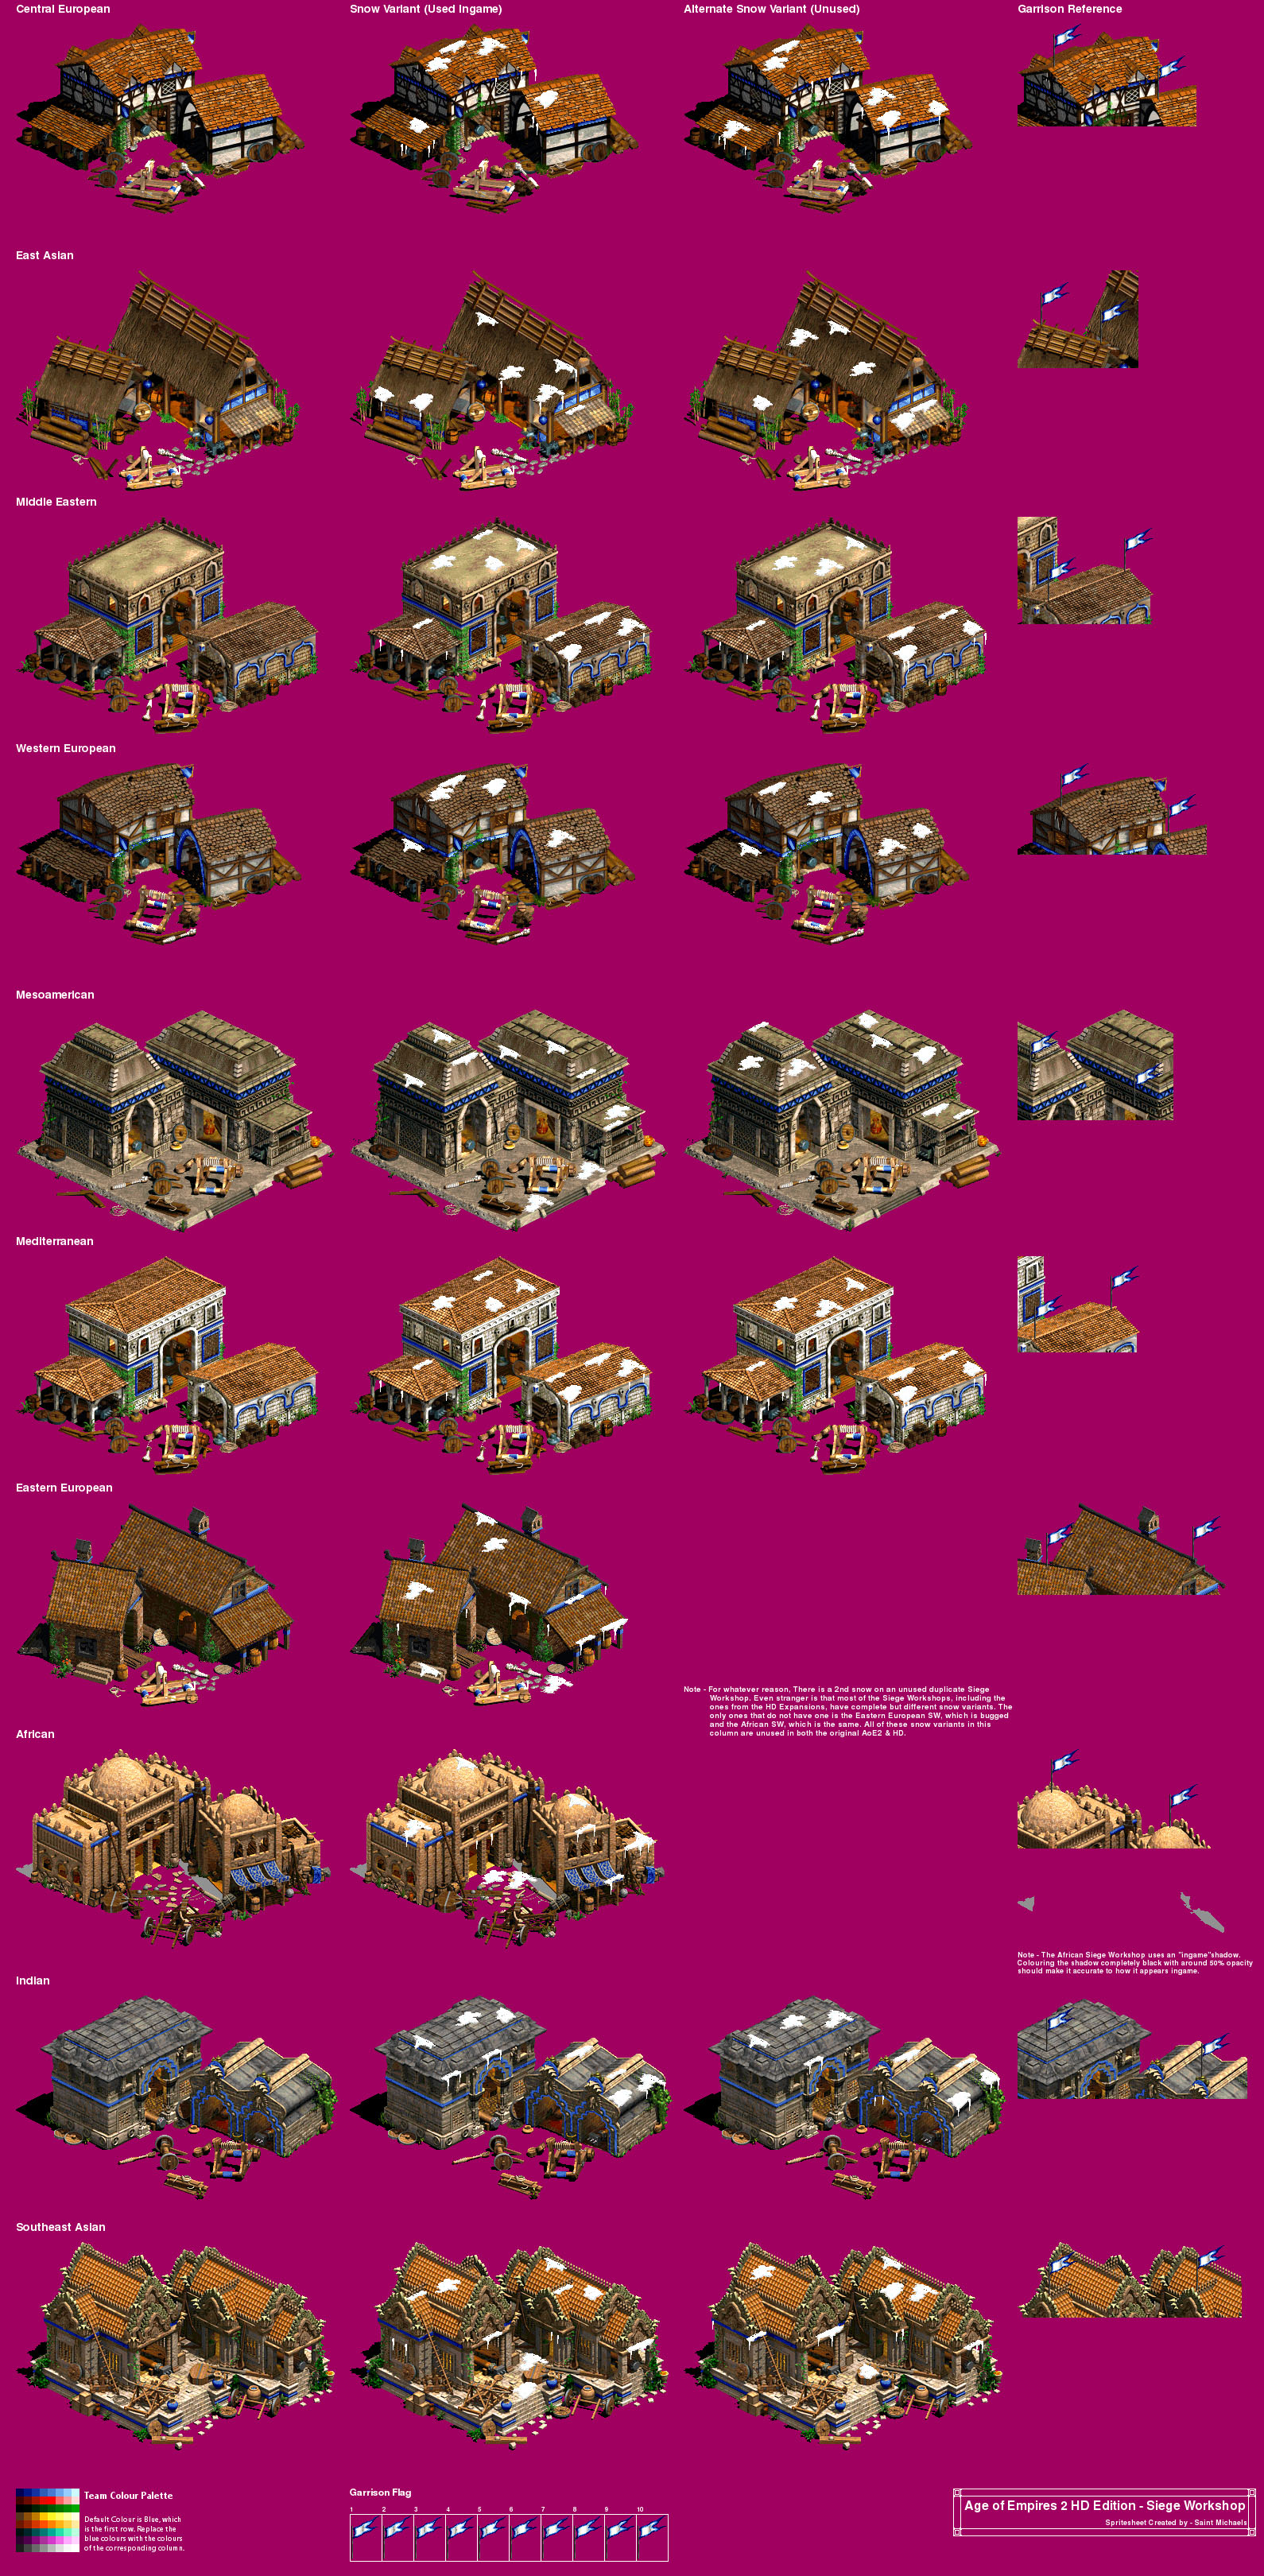 Central European
Snow Variant (Used Ingame)
Alternate Snow Variant (Unused)
Garrison Reference
East Asian
Middle Eastern
Western European
Mesoamerican
Mediterranean
Eastern European
Note - For whatever reason, There is a 2nd snow on an unused duplicate Siege
Workshop. Even stranger is that most of the Siege Workshops, including the
ones from the HD Expansions, have complete but different snow variants. The
only ones that do not have one is the Eastern European SW, which is bugged
and the African SW, which is the same. All of these snow variants in this
column are unused in both the original AoE2 & HD.
African
Note - The African Siege Workshop uses an "ingame"shadow.
Colouring the shadow completely black with around 50% opacity
should make it accurate to how it appears ingame.
Indian
Southeast Asian
Team Colour Palette
Default Colour is Blue, which
is the first row. Replace the
blue colours with the colours
of the corresponding column.
Garrison Flag
1 2 3 4 5 6 7 8 9 10
Age of Empires 2 HD Edition - Siege Workshop
Spritesheet Created by - Saint Michaels